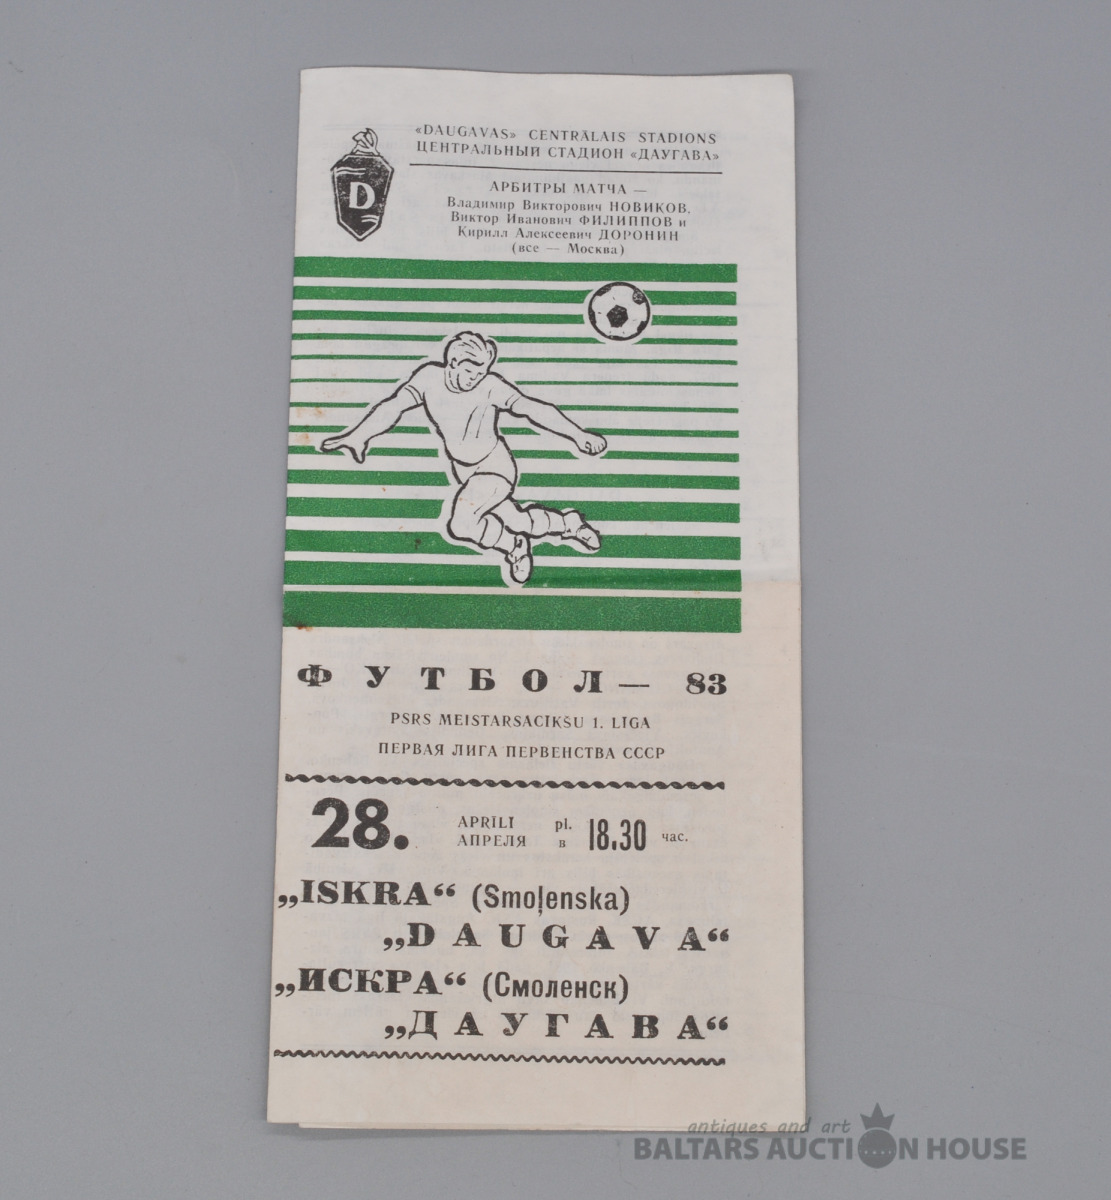 «DAUGAVAS» CENTRĀLAIS STADIONS
ЦЕНТРАЛЬНЫЙ СТАДИОН «ДАУГАВА»
D
АРБИТРЫ МАТЧА —
Владимир Викторович НОВИКОВ,
Виктор Иванович ФИЛИППОВ и
Кирилл Алексеевич ДОРОНИН
(все — Москва)
ФУТБОЛ — 83
PSRS MEISTARSACĪKŠU 1. LĪGA
ПЕРВАЯ ЛИГА ПЕРВЕНСТВА СССР
28. APRĪLĪ pl. 18.30 час.
АПРЕЛЯ в
„ISKRA“ (Smoļenska)
„DAUGAVA“
„ИСКРА“ (Смоленск)
„ДАУГАВА“
antiques and art
BALTARS AUCTION HOUSE